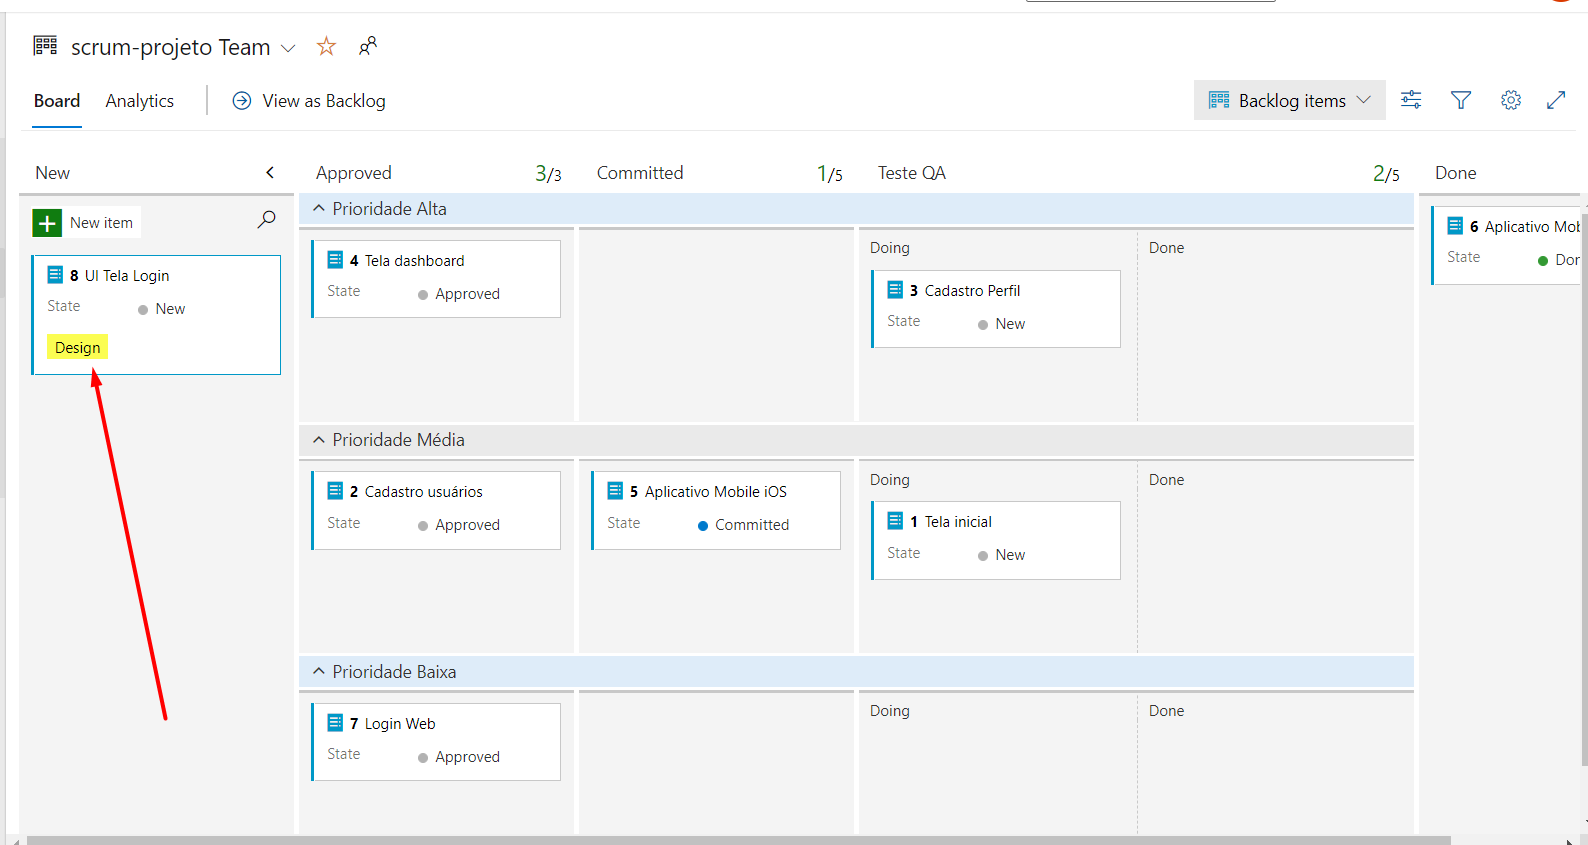 scrum-projeto Team
Board Analytics View as Backlog Backlog items
New Approved 3/3 Committed 1/5 Teste QA 2/5 Done
New item
8 UI Tela Login
State New
Design
Prioridade Alta
4 Tela dashboard
State Approved
Doing Done
3 Cadastro Perfil
State New
Prioridade Média
2 Cadastro usuários
State Approved
5 Aplicativo Mobile iOS
State Committed
Doing Done
1 Tela inicial
State New
Prioridade Baixa
7 Login Web
State Approved
Doing Done
6 Aplicativo Mob
State Dor